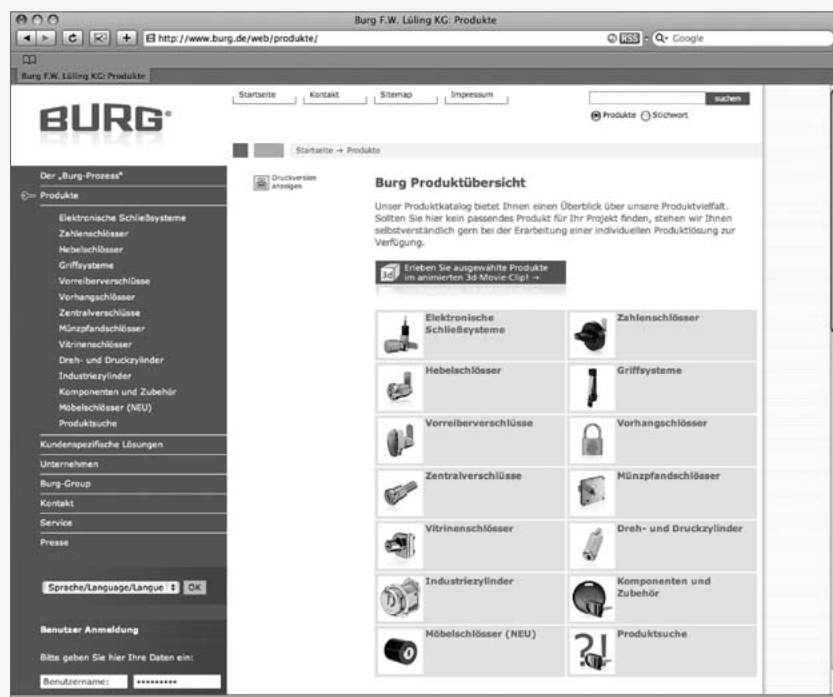 Burg F.W. Lüling KG: Produkte
http://www.burg.de/web/produkte/
RSS
Google
Burg F.W. Lüling KG: Produkte
Startseite
Kontakt
Sitemap
Impressum
suchen
Produkte
Stichwort
BURG®
Startseite → Produkte
Der „Burg-Prozess"
Produkte
Elektronische Schließsysteme
Zahlenschlösser
Hebelschlösser
Griffsysteme
Vorreiberverschlüsse
Vorhangschlösser
Zentralverschlüsse
Münzpfandschlösser
Vitrinenschlösser
Dreh- und Druckzylinder
Industriezylinder
Komponenten und Zubehör
Möbelschlösser (NEU)
Produktsuche
Kundenspezifische Lösungen
Unternehmen
Burg-Group
Kontakt
Service
Presse
Sprache/Language/Langue
OK
Benutzer Anmeldung
Bitte geben Sie hier Ihre Daten ein:
Benutzername:
•••••••••
Druckversion
anzeigen
Burg Produktübersicht
Unser Produktkatalog bietet Ihnen einen Überblick über unsere Produktvielfalt.
Sollten Sie hier kein passendes Produkt für Ihr Projekt finden, stehen wir Ihnen
selbstverständlich gern bei der Erarbeitung einer individuellen Produktlösung zur
Verfügung.
3d
Erleben Sie ausgewählte Produkte
im animierten 3d-Movie-Clip! →
Elektronische
Schließsysteme
Zahlenschlösser
Hebelschlösser
Griffsysteme
Vorreiberverschlüsse
Vorhangschlösser
Zentralverschlüsse
Münzpfandschlösser
Vitrinenschlösser
Dreh- und Druckzylinder
Industriezylinder
Komponenten und
Zubehör
Möbelschlösser (NEU)
?!
Produktsuche